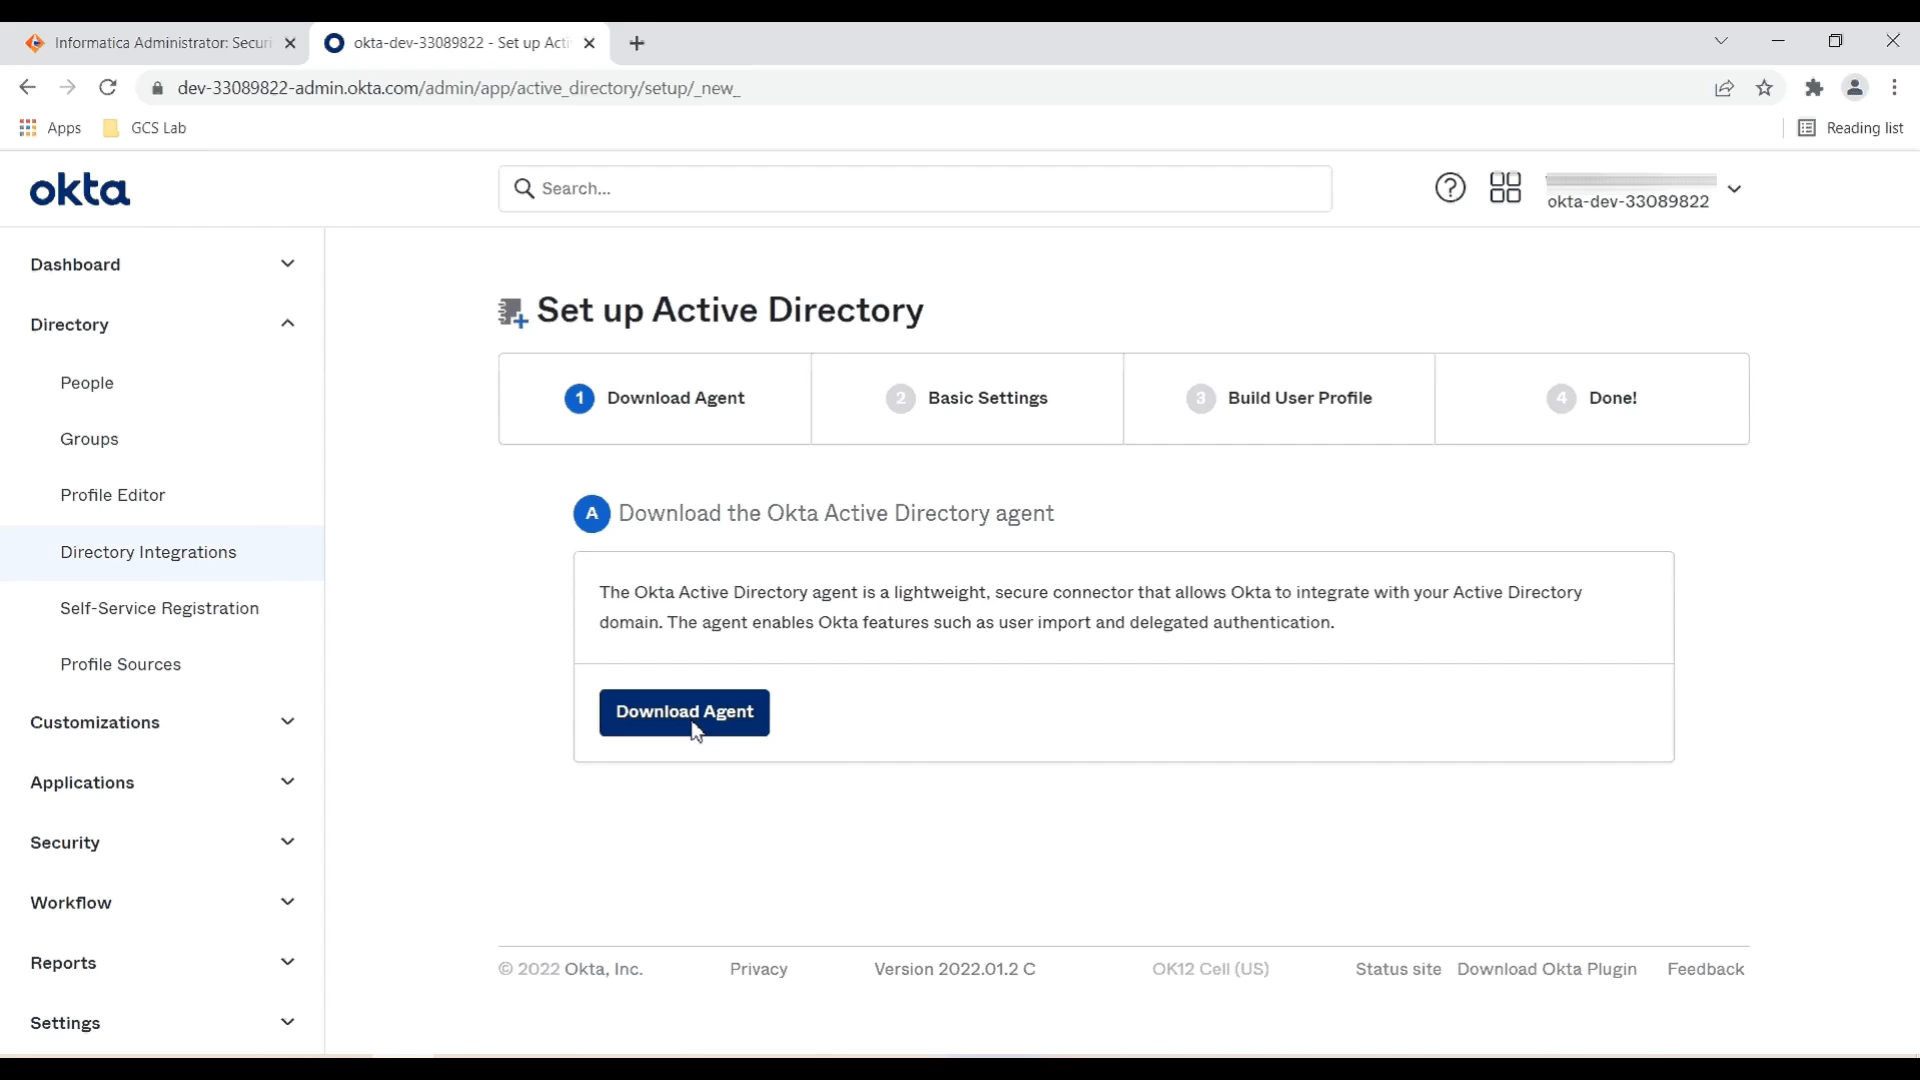 Informatica Administrator: Securi
okta-dev-33089822 - Set up Acti
dev-33089822-admin.okta.com/admin/app/active_directory/setup/_new_
Apps
GCS Lab
Reading list
okta
Search...
okta-dev-33089822
Dashboard
Directory
People
Groups
Profile Editor
Directory Integrations
Self-Service Registration
Profile Sources
Customizations
Applications
Security
Workflow
Reports
Settings
Set up Active Directory
1 Download Agent
2 Basic Settings
3 Build User Profile
4 Done!
A Download the Okta Active Directory agent
The Okta Active Directory agent is a lightweight, secure connector that allows Okta to integrate with your Active Directory
domain. The agent enables Okta features such as user import and delegated authentication.
Download Agent
© 2022 Okta, Inc. Privacy Version 2022.01.2 C OK12 Cell (US) Status site Download Okta Plugin Feedback